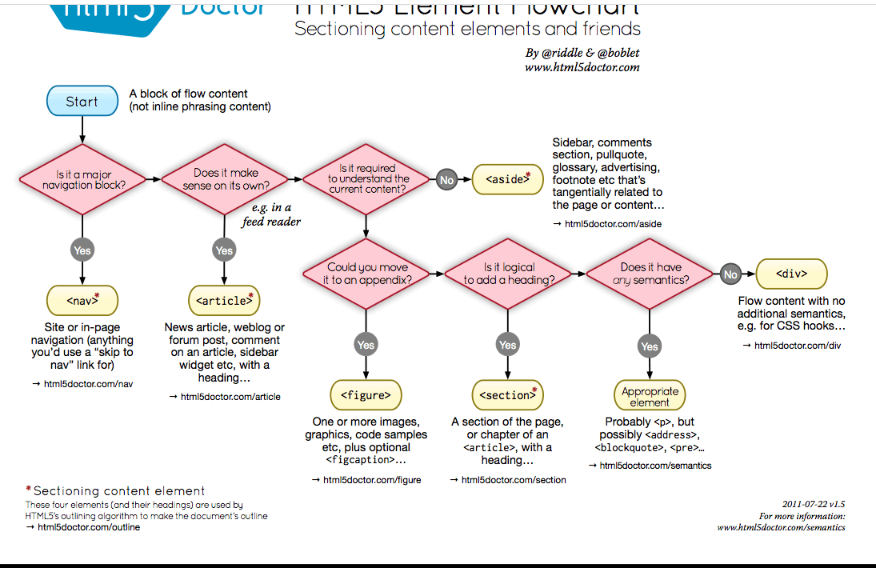 html5 Doctor HTML5 Element Flowchart
Sectioning content elements and friends
By @riddle & @boblet
www.html5doctor.com
Start
A block of flow content
(not inline phrasing content)
Is it a major
navigation block?
Does it make
sense on its own?
e.g. in a
feed reader
Is it required
to understand the
current content?
No
<aside>*
Sidebar, comments
section, pullquote,
glossary, advertising,
footnote etc that's
tangentially related to
the page or content...
→ html5doctor.com/aside
Yes
<nav>*
Site or in-page
navigation (anything
you'd use a "skip to
nav" link for)
→ html5doctor.com/nav
Yes
<article>*
News article, weblog or
forum post, comment
on an article, sidebar
widget etc, with a
heading...
→ html5doctor.com/article
Could you move
it to an appendix?
Is it logical
to add a heading?
Does it have
any semantics?
No
<div>
Flow content with no
additional semantics,
e.g. for CSS hooks...
→ html5doctor.com/div
Yes
<figure>
One or more images,
graphics, code samples
etc, plus optional
<figcaption>...
→ html5doctor.com/figure
Yes
<section>*
A section of the page,
or chapter of an
<article>, with a
heading...
→ html5doctor.com/section
Yes
Appropriate
element
Probably <p>, but
possibly <address>,
<blockquote>, <pre>...
→ html5doctor.com/semantics
* Sectioning content element
These four elements (and their headings) are used by
HTML5's outlining algorithm to make the document's outline
→ html5doctor.com/outline
2011-07-22 v1.5
For more information:
www.html5doctor.com/semantics